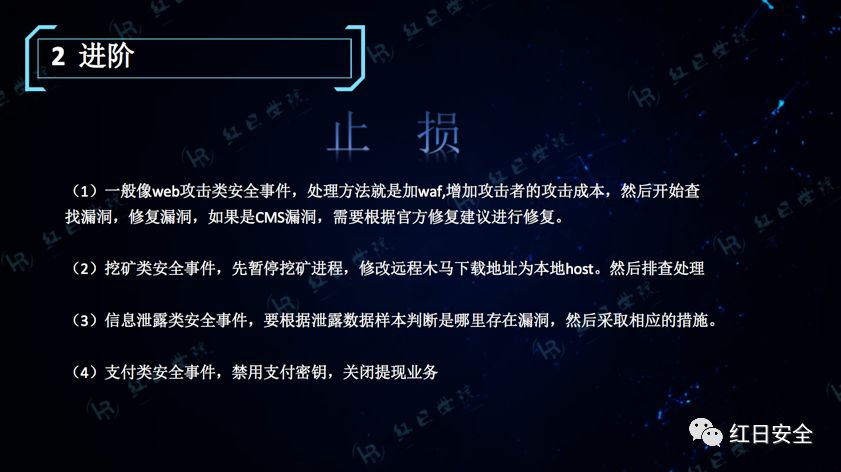 2 进阶
止 损
（1）一般像web攻击类安全事件，处理方法就是加waf,增加攻击者的攻击成本，然后开始查
找漏洞，修复漏洞，如果是CMS漏洞，需要根据官方修复建议进行修复。
（2）挖矿类安全事件，先暂停挖矿进程，修改远程木马下载地址为本地host。然后排查处理
（3）信息泄露类安全事件，要根据泄露数据样本判断是哪里存在漏洞，然后采取相应的措施。
（4）支付类安全事件，禁用支付密钥，关闭提现业务
红日安全